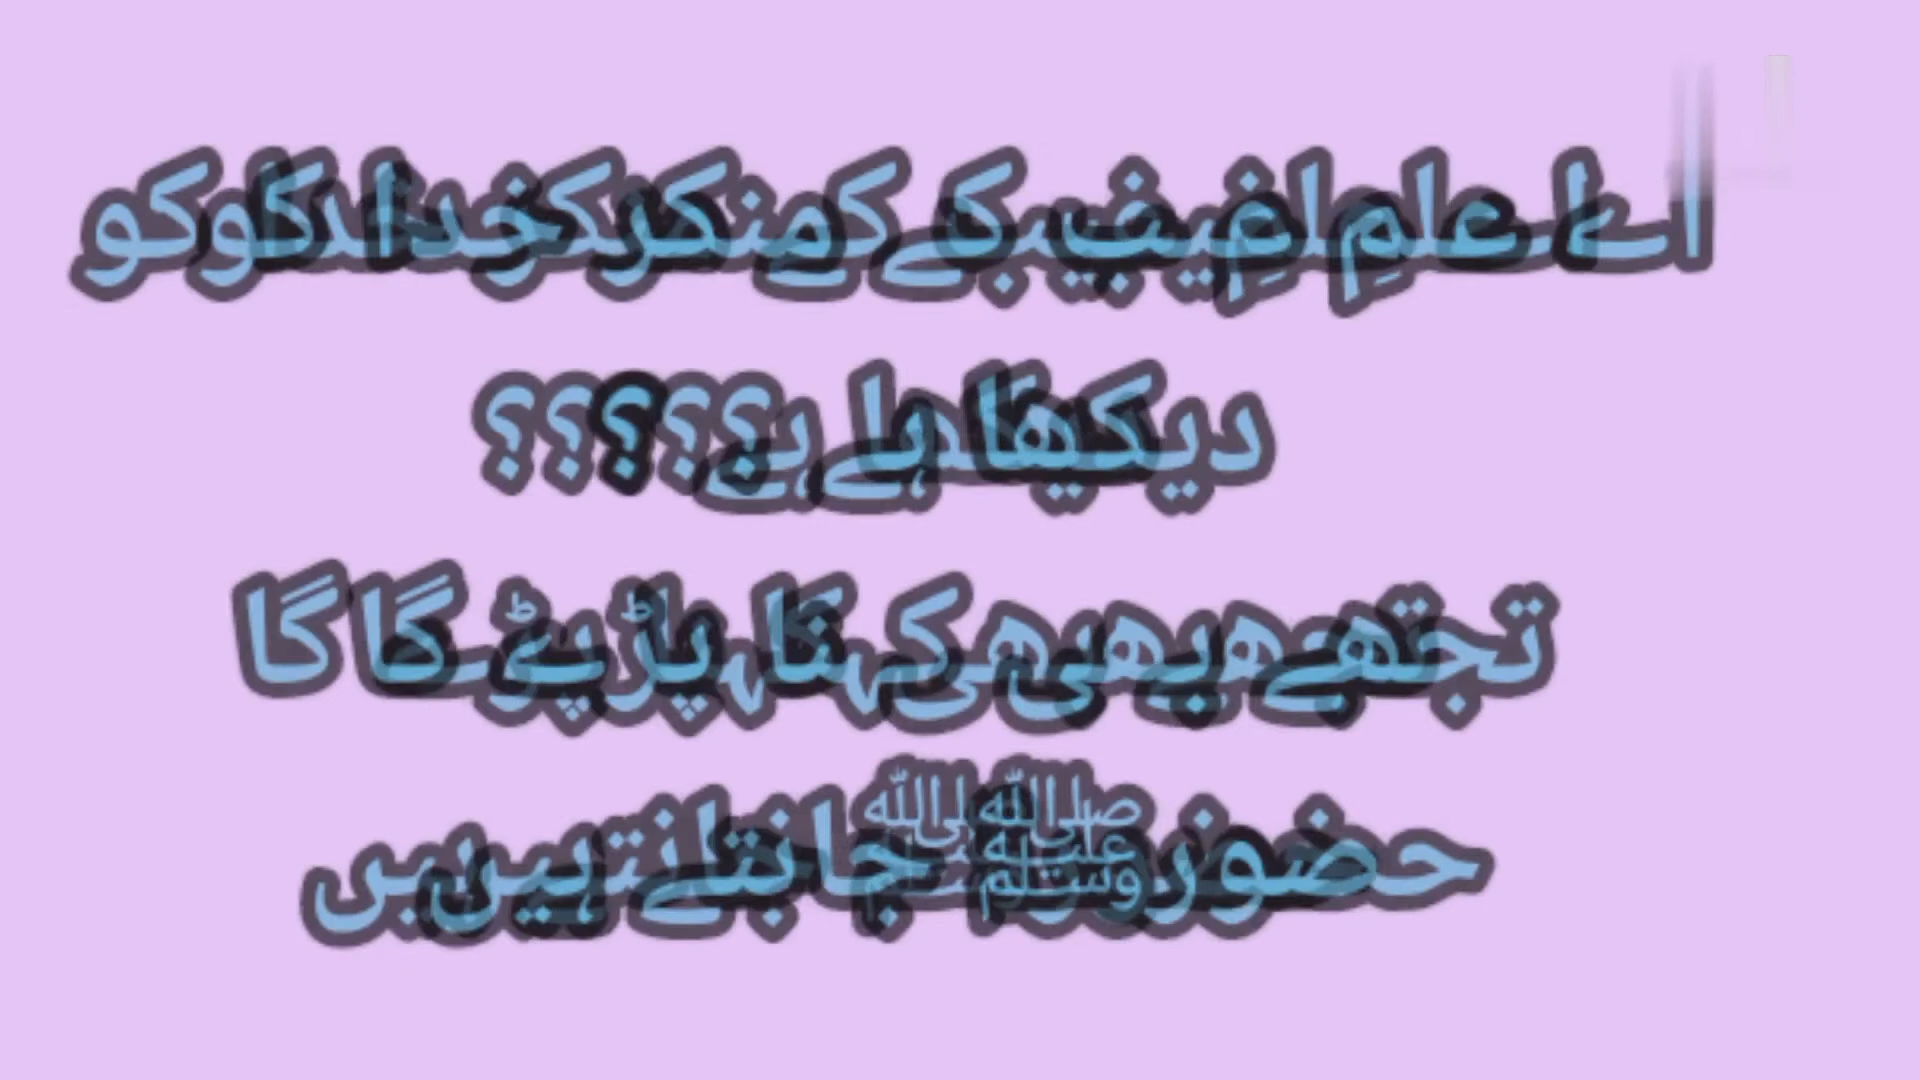 اے علمِ غیب کے منکر خدا کو
دیکھا ہے؟؟؟
تجھے بھی کہنا پڑے گا
حضور ﷺ جانتے ہیں